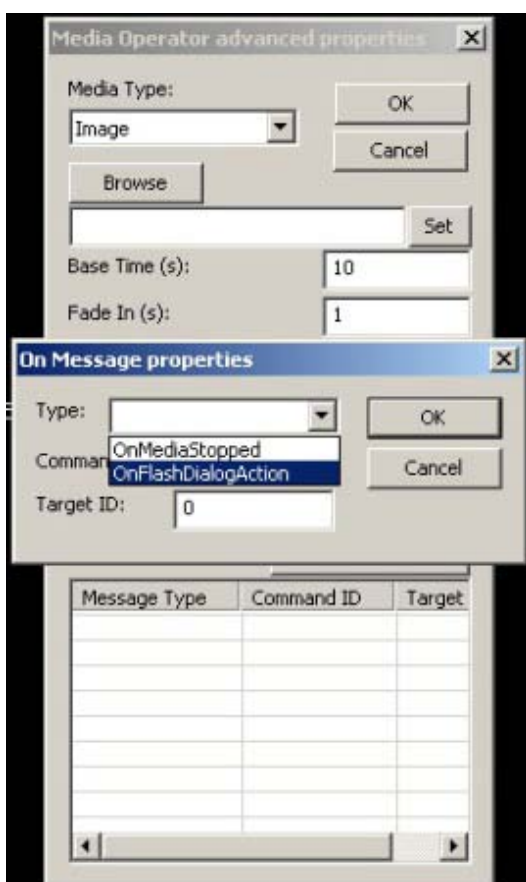 Media Operator advanced properties
Media Type:
OK
Image
Cancel
Browse
Set
Base Time (s):
10
Fade In (s):
1
On Message properties
Type:
OK
OnMediaStopped
Comman
OnFlashDialogAction
Cancel
Target ID:
0
Message Type
Command ID
Target